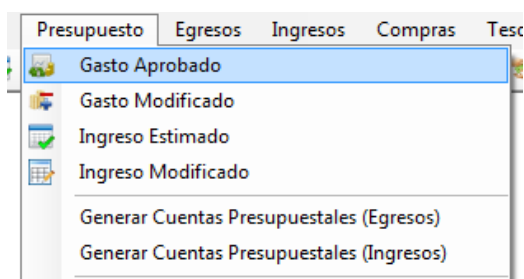 Presupuesto Egresos Ingresos Compras Teso
Gasto Aprobado
Gasto Modificado
Ingreso Estimado
Ingreso Modificado
Generar Cuentas Presupuestales (Egresos)
Generar Cuentas Presupuestales (Ingresos)